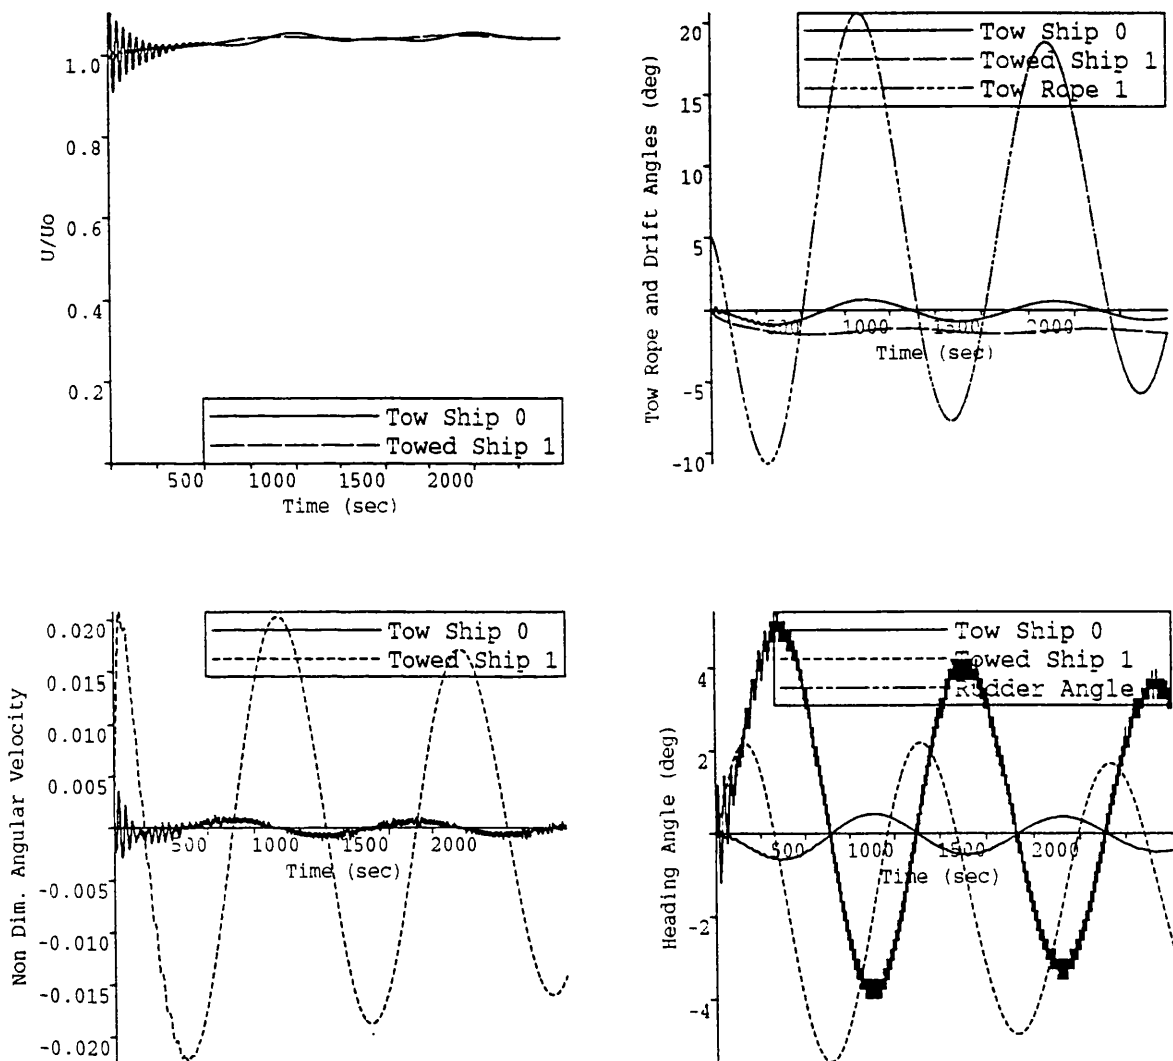 1.0
0.8
0.6
0.4
0.2
U/Uo
Tow Ship 0
Towed Ship 1
500 1000 1500 2000
Time (sec)
20
15
10
5
-5
-10
Tow Rope and Drift Angles (deg)
Tow Ship 0
Towed Ship 1
Tow Rope 1
500 1000 1500 2000
Time (sec)
0.020
0.015
0.010
0.005
-0.005
-0.010
-0.015
-0.020
Non Dim. Angular Velocity
Tow Ship 0
Towed Ship 1
500 1000 1500 2000
Time (sec)
4
2
-2
-4
Heading Angle (deg)
Tow Ship 0
Towed Ship 1
Rudder Angle
500 1000 1500 2000
Time (sec)